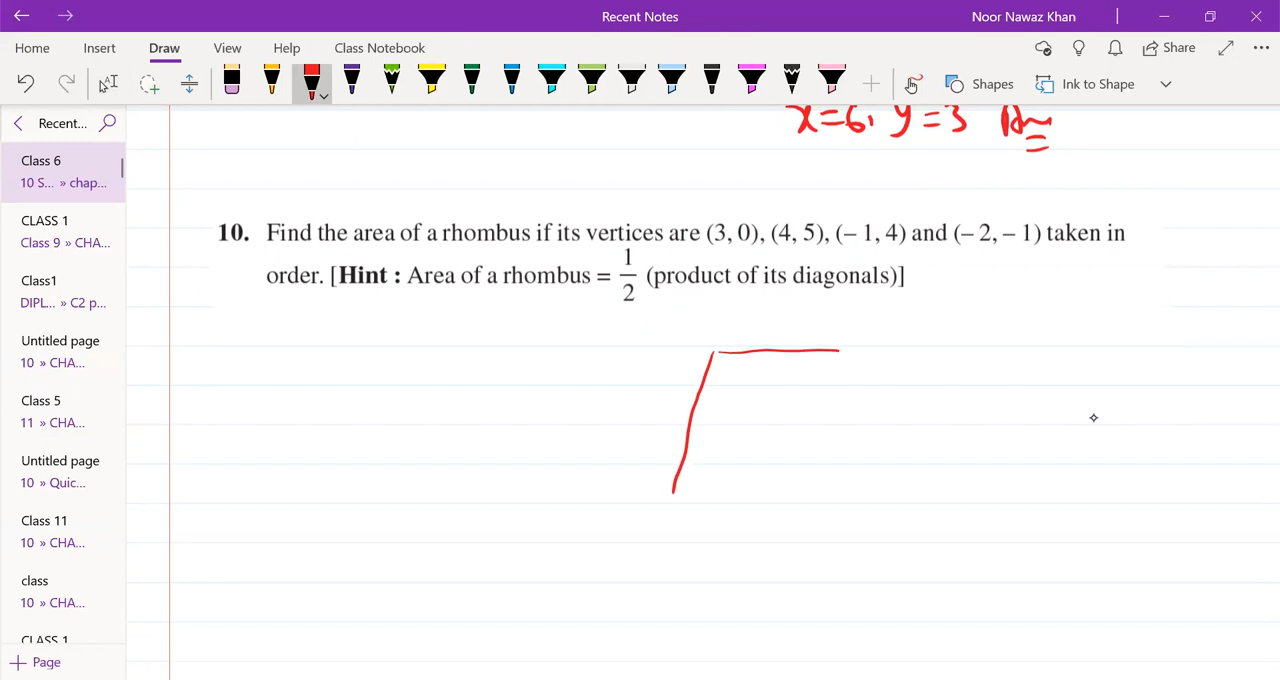 Recent Notes
Noor Nawaz Khan
Home Insert Draw View Help Class Notebook
Share
Shapes
Ink to Shape
Recent...
Class 6
10 S... » chap...
CLASS 1
Class 9 » CHA...
Class1
DIPL... » C2 p...
Untitled page
10 » CHA...
Class 5
11 » CHA...
Untitled page
10 » Quic...
Class 11
10 » CHA...
class
10 » CHA...
CLASS 1
+ Page
x=6, y=3 Ans
10. Find the area of a rhombus if its vertices are (3, 0), (4, 5), (– 1, 4) and (– 2, – 1) taken in
order. [Hint : Area of a rhombus = 1/2 (product of its diagonals)]